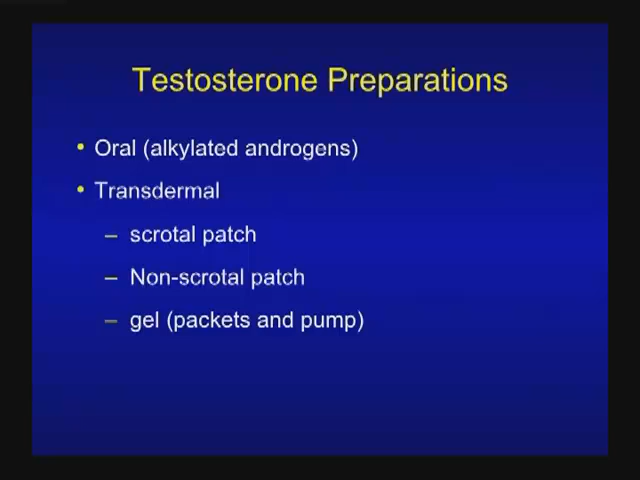 Testosterone Preparations
• Oral (alkylated androgens)
• Transdermal
– scrotal patch
– Non-scrotal patch
– gel (packets and pump)